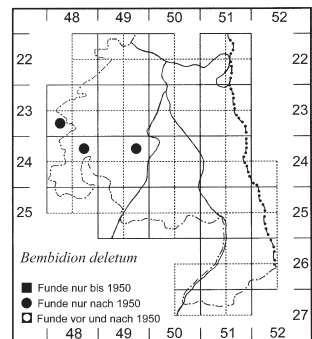 48 49 50 51 52
22 22
23 23
24 24
25 25
26
27
Bembidion deletum
Funde nur bis 1950
Funde nur nach 1950
Funde vor und nach 1950
48 49 50 51 52